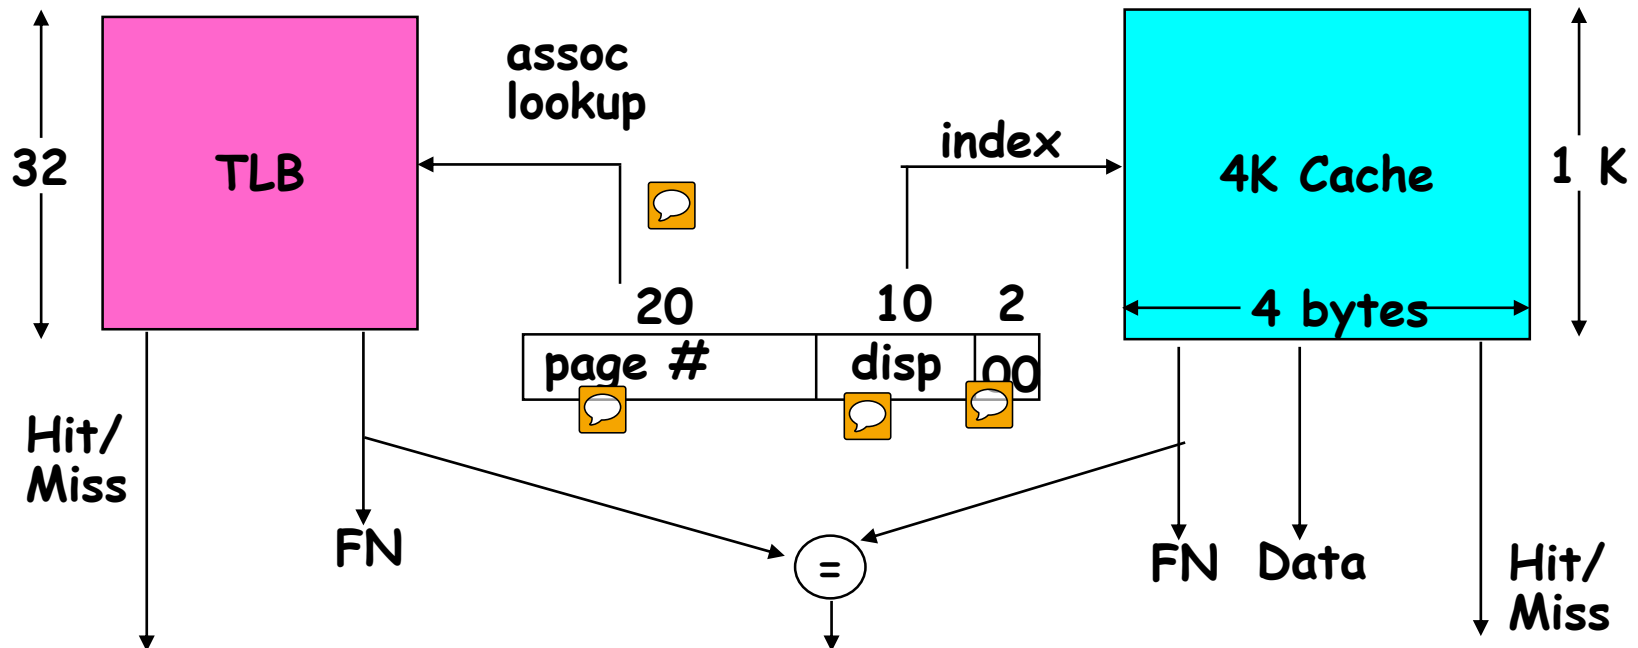 assoc
lookup
index
32
TLB
4K Cache
1 K
20
10
2
4 bytes
page #
disp
00
Hit/
Miss
FN
=
FN
Data
Hit/
Miss